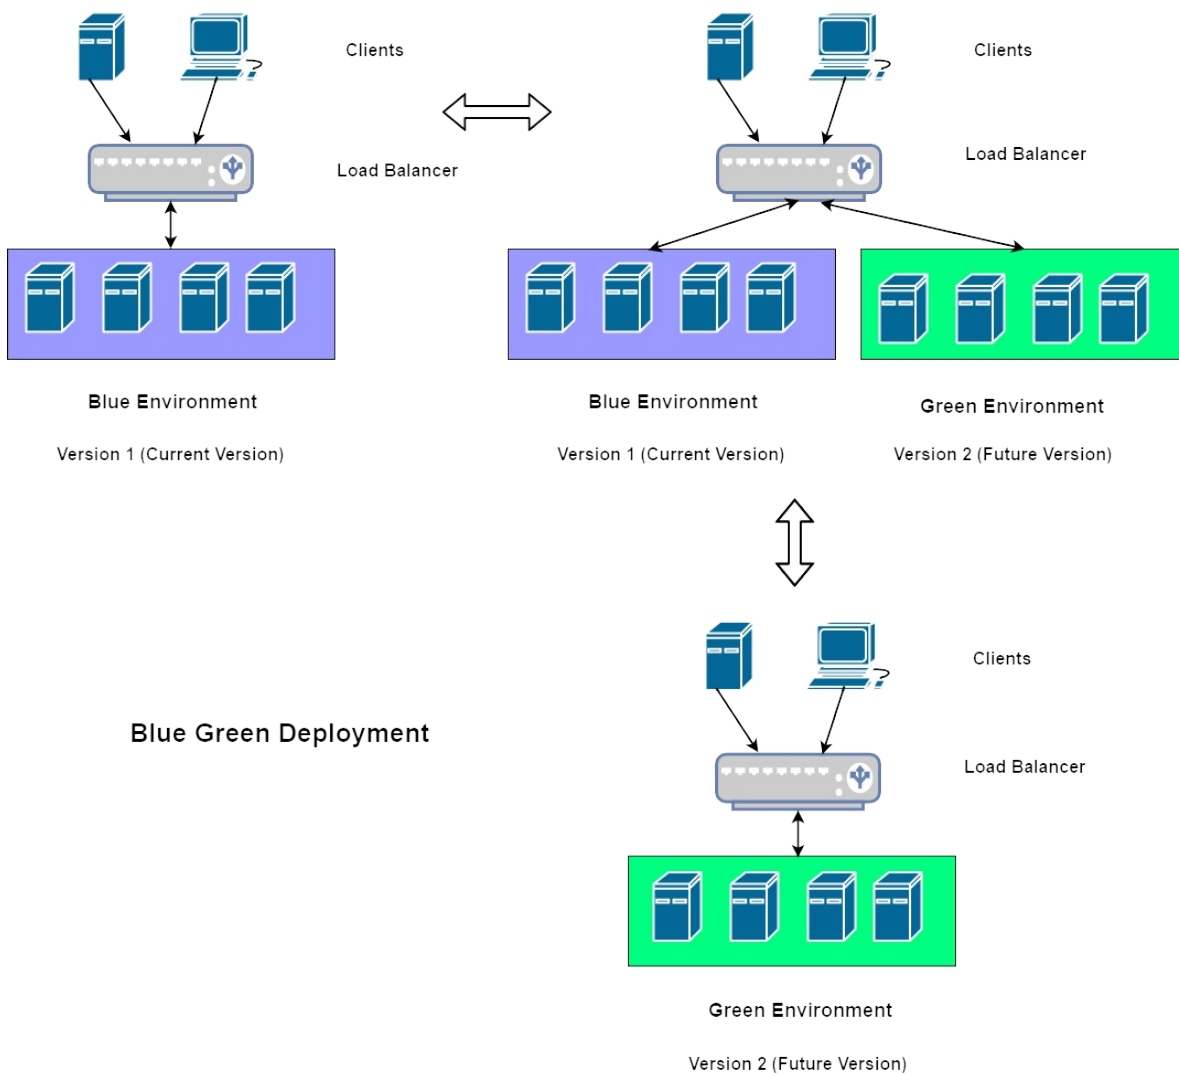 Clients
Load Balancer
Blue Environment
Version 1 (Current Version)
Clients
Load Balancer
Blue Environment
Version 1 (Current Version)
Green Environment
Version 2 (Future Version)
Blue Green Deployment
Clients
Load Balancer
Green Environment
Version 2 (Future Version)